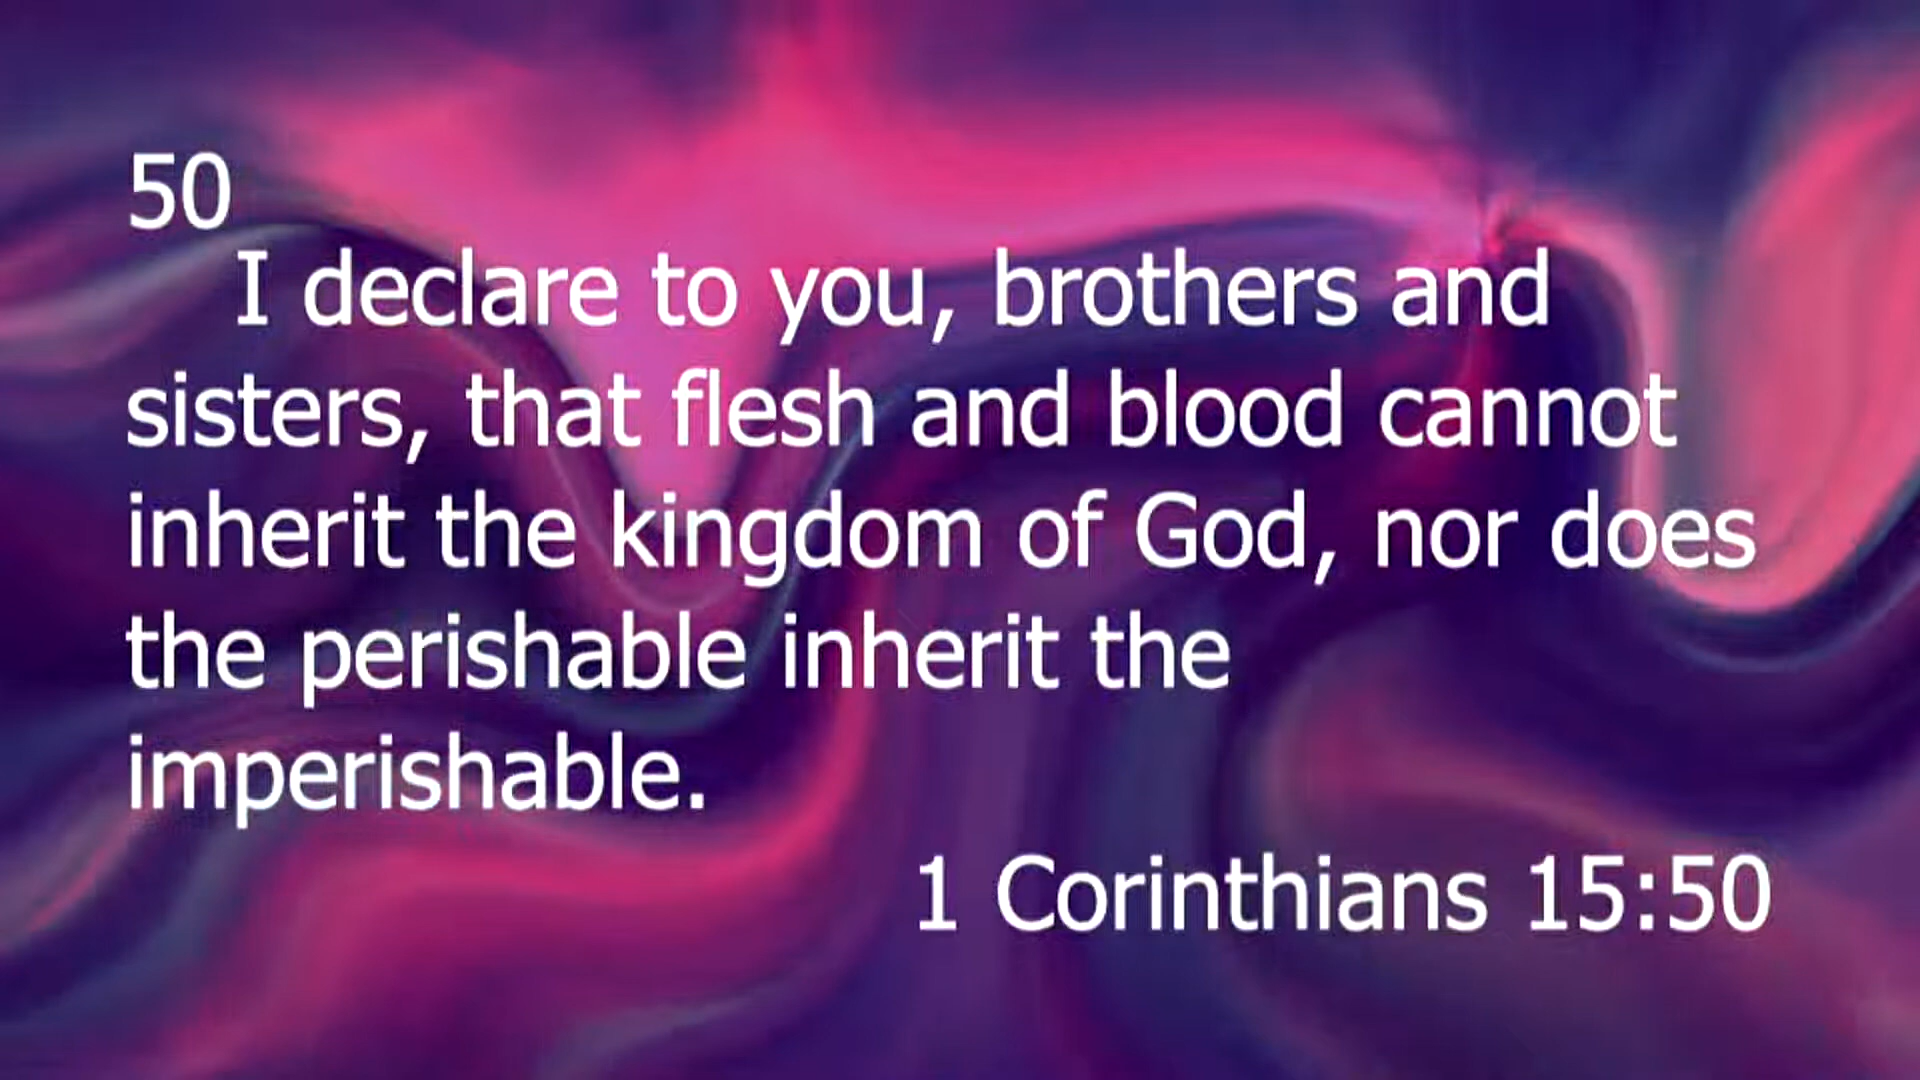 50
I declare to you, brothers and
sisters, that flesh and blood cannot
inherit the kingdom of God, nor does
the perishable inherit the
imperishable.
1 Corinthians 15:50